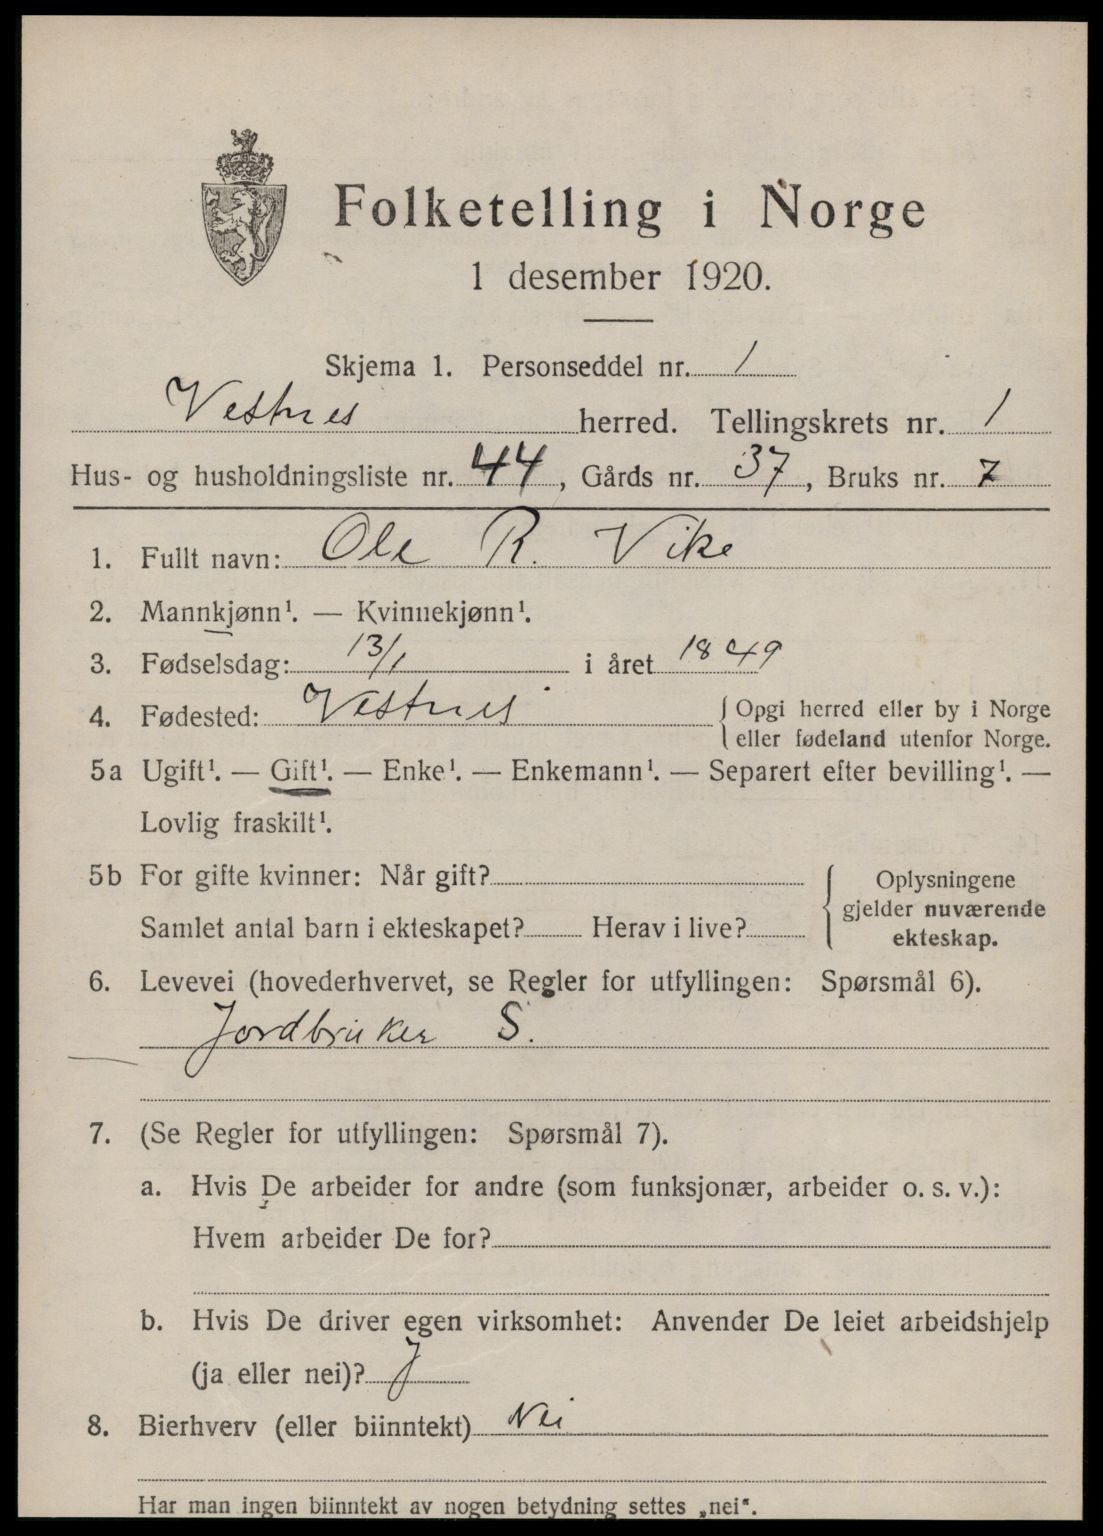 Folketelling i Norge
1 desember 1920.
Skjema 1. Personseddel nr. 1
Vestnes herred. Tellingskrets nr. 1
Hus- og husholdningsliste nr. 44, Gårds nr. 37, Bruks nr. 7
1. Fullt navn: Ole R. Vike
2. Mannkjønn¹. — Kvinnekjønn¹.
3. Fødselsdag: 13/1 i året 1849
4. Fødested: Vestnes { Opgi herred eller by i Norge
eller fødeland utenfor Norge.
5a Ugift¹. — Gift¹. — Enke¹. — Enkemann¹. — Separert efter bevilling¹. —
Lovlig fraskilt¹.
5b For gifte kvinner: Når gift?
Samlet antal barn i ekteskapet? Herav i live?
{ Oplysningene
gjelder nuværende
ekteskap.
6. Levevei (hovederhvervet, se Regler for utfyllingen: Spørsmål 6).
Jordbruker S.
7. (Se Regler for utfyllingen: Spørsmål 7).
a. Hvis De arbeider for andre (som funksjonær, arbeider o. s. v.):
Hvem arbeider De for?
b. Hvis De driver egen virksomhet: Anvender De leiet arbeidshjelp
(ja eller nei)? J
8. Bierhverv (eller biinntekt) Nei
Har man ingen biinntekt av nogen betydning settes „nei".